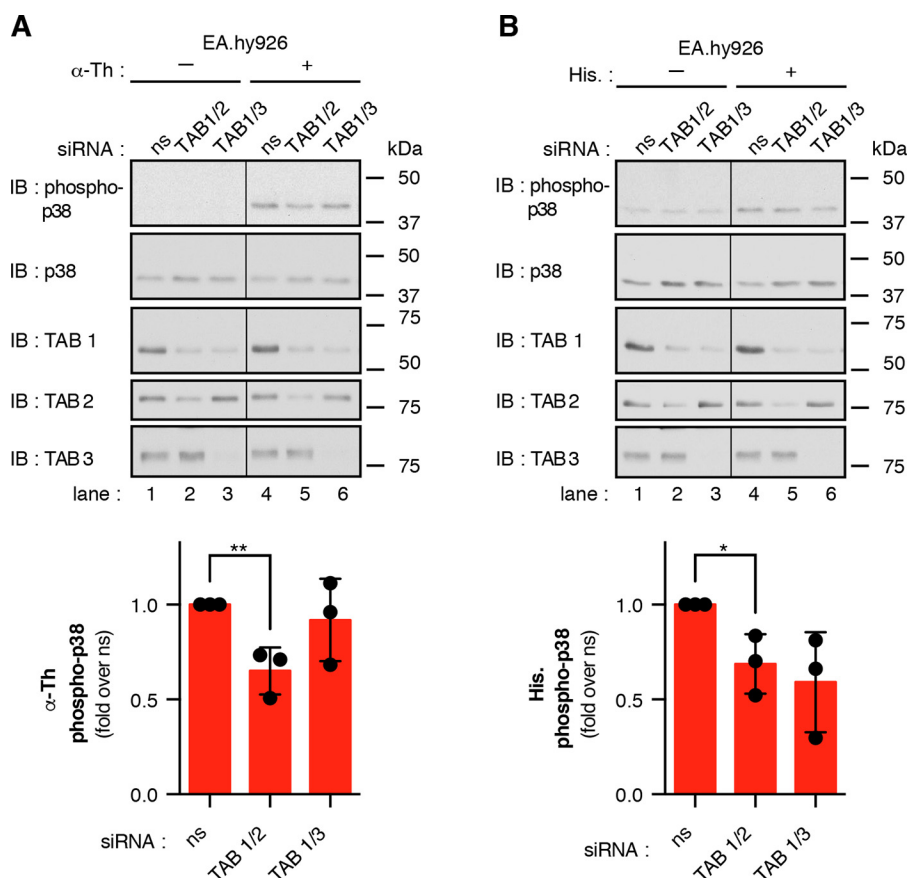 A
EA.hy926
α-Th : — +
siRNA : ns TAB1/2 TAB1/3 ns TAB1/2 TAB1/3 kDa
IB : phospho-p38 50 37
IB : p38 50 37
IB : TAB 1 75 50
IB : TAB 2 75
IB : TAB 3 75
lane : 1 2 3 4 5 6
**
α-Th
phospho-p38
(fold over ns)
1.0
0.5
0.0
siRNA : ns TAB 1/2 TAB 1/3
B
EA.hy926
His. : — +
siRNA : ns TAB1/2 TAB1/3 ns TAB1/2 TAB1/3 kDa
IB : phospho-p38 50 37
IB : p38 50 37
IB : TAB 1 75 50
IB : TAB 2 75
IB : TAB 3 75
lane : 1 2 3 4 5 6
*
His.
phospho-p38
(fold over ns)
1.0
0.5
0.0
siRNA : ns TAB 1/2 TAB 1/3